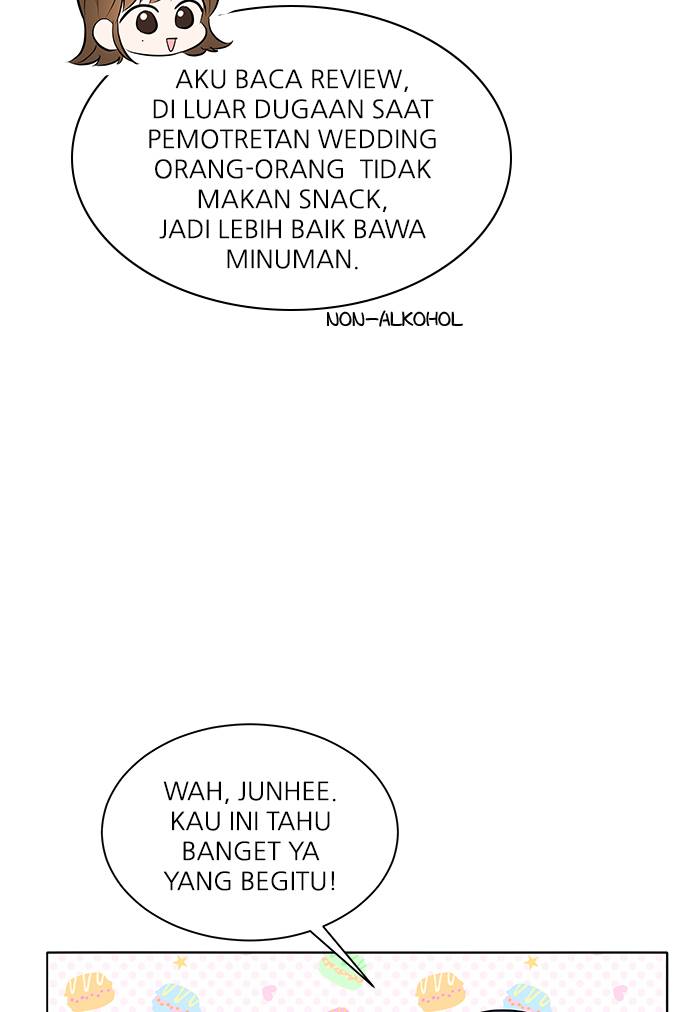 AKU BACA REVIEW,
DI LUAR DUGAAN SAAT
PEMOTRETAN WEDDING
ORANG-ORANG TIDAK
MAKAN SNACK,
JADI LEBIH BAIK BAWA
MINUMAN.
NON-ALKOHOL
WAH, JUNHEE.
KAU INI TAHU
BANGET YA
YANG BEGITU!